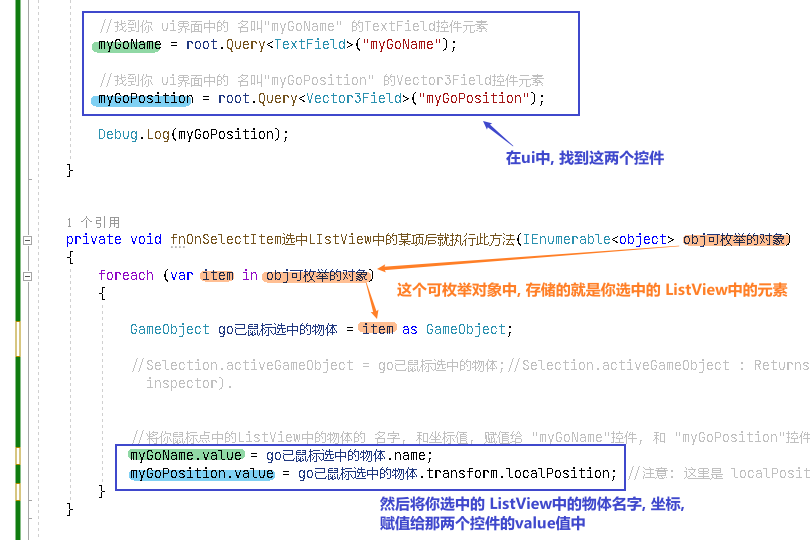 //找到你 ui界面中的 名叫"myGoName" 的TextField控件元素
myGoName = root.Query<TextField>("myGoName");
//找到你 ui界面中的 名叫"myGoPosition" 的Vector3Field控件元素
myGoPosition = root.Query<Vector3Field>("myGoPosition");
Debug.Log(myGoPosition);
在ui中, 找到这两个控件
}
1 个引用
private void fnOnSelectItem选中LIstView中的某项后就执行此方法(IEnumerable<object> obj可枚举的对象)
{
foreach (var item in obj可枚举的对象)
这个可枚举对象中, 存储的就是你选中的 ListView中的元素
{
GameObject go已鼠标选中的物体 = item as GameObject;
//Selection.activeGameObject = go已鼠标选中的物体;//Selection.activeGameObject : Returns
inspector).
//将你鼠标点中的ListView中的物体的 名字, 和坐标值, 赋值给 "myGoName"控件, 和 "myGoPosition"控件
myGoName.value = go已鼠标选中的物体.name;
myGoPosition.value = go已鼠标选中的物体.transform.localPosition; //注意: 这里是 localPosit
}
然后将你选中的 ListView中的物体名字, 坐标,
赋值给那两个控件的value值中
}